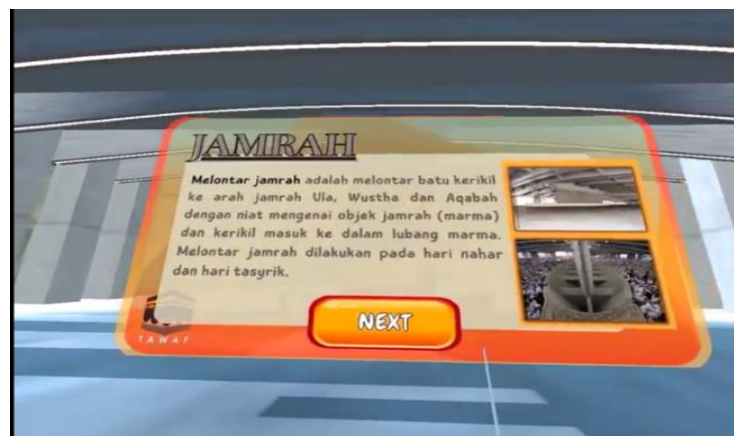 JAMIRAH
Melontar jamrah adalah melontar batu kerikil
ke arah jamrah Ula, Wustha dan Aqabah
dengan niat mengenai objek jamrah (marma)
dan kerikil masuk ke dalam lubang marma.
Melontar jamrah dilakukan pada hari nahar
dan hari tasyrik.
NEXT
TAWAF